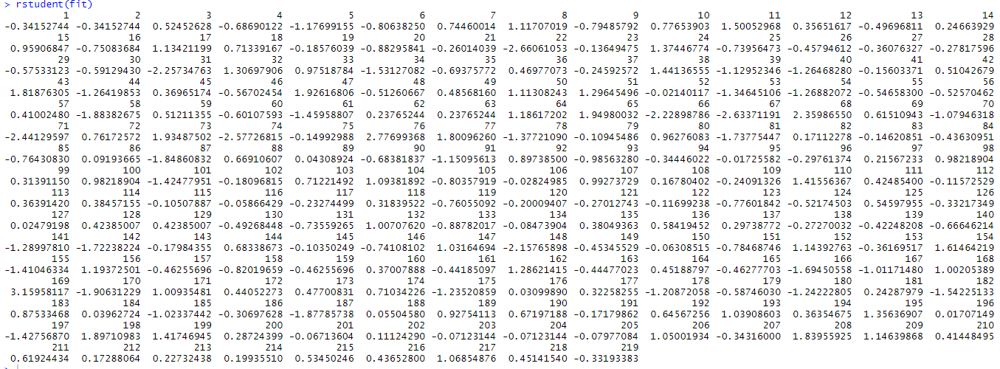 > rstudent(fit)
1 2 3 4 5 6 7 8 9 10 11 12 13 14
-0.34152744 -0.34152744 0.52452628 -0.68690122 -1.17699155 -0.80638250 0.74460014 1.11707019 -0.79485792 0.77653903 1.50052968 0.35651617 -0.49696811 0.24663929
15 16 17 18 19 20 21 22 23 24 25 26 27 28
0.95906847 -0.75083684 1.13421199 0.71339167 -0.18576039 -0.88295841 -0.26014039 -2.66061053 -0.13649475 1.37446774 -0.73956473 -0.45794612 -0.36076327 -0.27817596
29 30 31 32 33 34 35 36 37 38 39 40 41 42
-0.57533123 -0.59129430 -2.25734763 1.30697906 0.97518784 -1.53127082 -0.69375772 0.46977073 -0.24592572 1.44136555 -1.12952346 -1.26468280 -0.15603371 0.51042679
43 44 45 46 47 48 49 50 51 52 53 54 55 56
1.81876305 -1.26419853 0.36965174 -0.56702454 1.92616806 -0.51260667 0.48568160 1.11308243 1.29645496 -0.02140117 -1.34645106 -1.26882072 -0.54658300 -0.52570462
57 58 59 60 61 62 63 64 65 66 67 68 69 70
0.41002480 -1.88382675 0.51211355 -0.60107593 -1.45958807 0.23765244 0.23765244 1.18617202 1.94980032 -2.22898786 -2.63371191 2.35986550 0.61510943 -1.07946318
71 72 73 74 75 76 77 78 79 80 81 82 83 84
-2.44129597 0.76172572 1.93487502 -2.57726815 -0.14992988 2.77699368 1.80096260 -1.37721090 -0.10945486 0.96276083 -1.73775447 0.17112278 -0.14620851 -0.43630951
85 86 87 88 89 90 91 92 93 94 95 96 97 98
-0.76430830 0.09193665 -1.84860832 0.66910607 0.04308924 -0.68381837 -1.15095613 0.89738500 -0.98563280 -0.34446022 -0.01725582 -0.29761374 0.21567233 0.98218904
99 100 101 102 103 104 105 106 107 108 109 110 111 112
0.31391150 0.98218904 -1.42477951 -0.18096815 0.71221492 1.09381892 -0.80357919 -0.02824985 0.99273729 0.16780402 -0.24091326 1.41556367 0.42485400 -0.11572529
113 114 115 116 117 118 119 120 121 122 123 124 125 126
0.36391420 0.38457155 -0.10507887 -0.05866429 -0.23274499 0.31839522 -0.76055092 -0.20009407 -0.27012743 -0.11699238 -0.77601842 -0.52174503 0.54597955 -0.33217349
127 128 129 130 131 132 133 134 135 136 137 138 139 140
0.02479198 0.42385007 0.42385007 -0.49268448 -0.73559265 1.00707620 -0.88782017 -0.08473904 0.38049363 0.58419452 0.29738772 -0.27270032 -0.42248208 -0.66646214
141 142 143 144 145 146 147 148 149 150 151 152 153 154
-1.28997810 -1.72238224 -0.17984355 0.68338673 -0.10350249 -0.74108102 1.03164694 -2.15765898 -0.45345529 -0.06308515 -0.78468746 1.14392763 -0.36169517 1.61464219
155 156 157 158 159 160 161 162 163 164 165 166 167 168
-1.41046334 1.19372501 -0.46255696 -0.82019659 -0.46255696 0.37007888 -0.44185097 1.28621415 -0.44477023 0.45188797 -0.46277703 -1.69450558 -1.01171480 1.00205389
169 170 171 172 173 174 175 176 177 178 179 180 181 182
3.15958117 -1.90631229 1.00935481 0.44052273 0.47700831 0.71034226 -1.23520859 0.03099890 0.32258255 -1.20872058 -0.58746030 -1.24222805 0.24287979 -1.54225133
183 184 185 186 187 188 189 190 191 192 193 194 195 196
0.87533468 0.03962724 -1.02337442 -0.30697628 -1.87785738 0.05504580 0.92754113 0.67197188 -0.17179862 0.64567256 1.03908603 0.36354675 1.35636907 0.01707149
197 198 199 200 201 202 203 204 205 206 207 208 209 210
-1.42756870 1.89710983 1.41746945 0.28724399 -0.06713604 0.11124290 -0.07123144 -0.07123144 -0.07977084 1.05001934 -0.34316000 1.83955925 1.14639868 0.41448495
211 212 213 214 215 216 217 218 219
0.61924434 0.17288064 0.22732438 0.19935510 0.53450246 0.43652800 1.06854876 0.45141540 -0.33193383
>